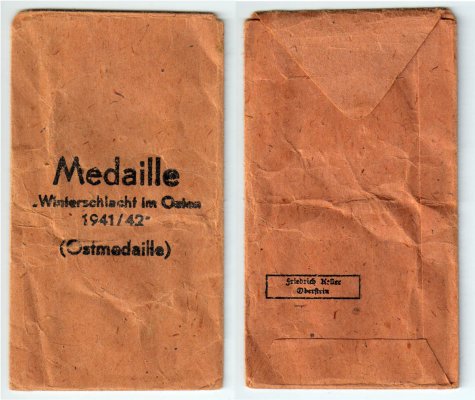 Medaille
„Winterschlacht im Osten
1941/42"
(Ostmedaille)
Friedrich Keller
Oberstein